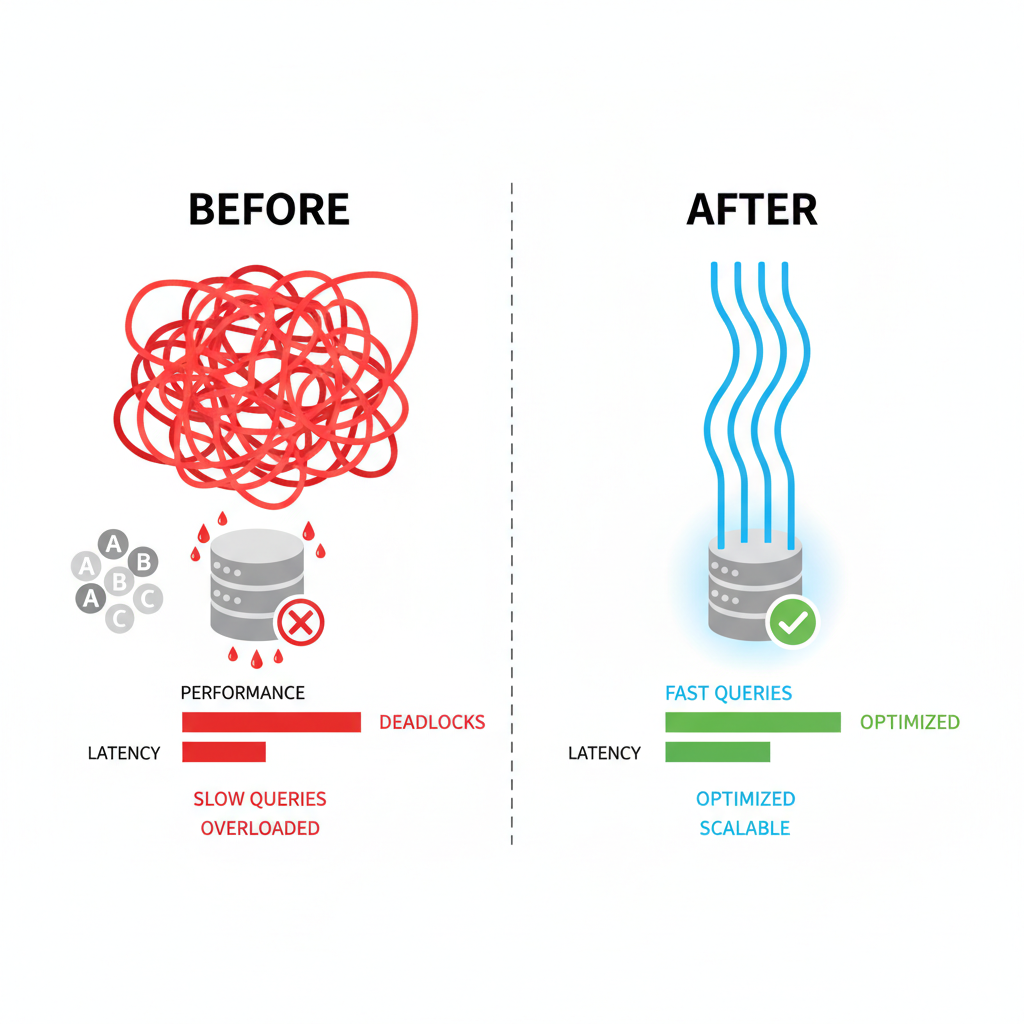 BEFORE
A
A
B
B
A
C
C
PERFORMANCE
DEADLOCKS
LATENCY
SLOW QUERIES
OVERLOADED
AFTER
FAST QUERIES
OPTIMIZED
LATENCY
OPTIMIZED
SCALABLE